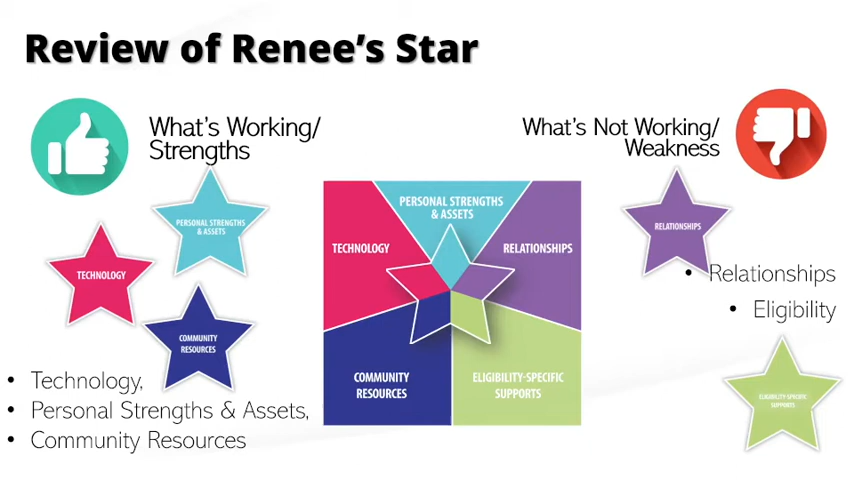 Review of Renee's Star
What's Working/
Strengths
PERSONAL STRENGTHS
& ASSETS
TECHNOLOGY
COMMUNITY
RESOURCES
• Technology,
• Personal Strengths & Assets,
• Community Resources
PERSONAL STRENGTHS
& ASSETS
TECHNOLOGY
RELATIONSHIPS
COMMUNITY
RESOURCES
ELIGIBILITY-SPECIFIC
SUPPORTS
What's Not Working/
Weakness
RELATIONSHIPS
• Relationships
• Eligibility
ELIGIBILITY SPECIFIC
SUPPORTS